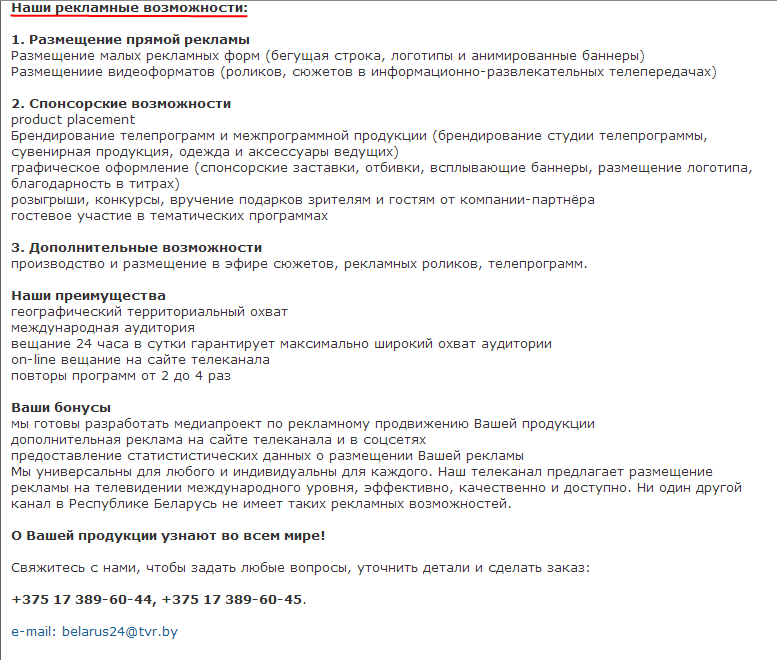 Наши рекламные возможности:
1. Размещение прямой рекламы
Размещение малых рекламных форм (бегущая строка, логотипы и анимированные баннеры)
Размещениие видеоформатов (роликов, сюжетов в информационно-развлекательных телепередачах)
2. Спонсорские возможности
product placement
Брендирование телепрограмм и межпрограммной продукции (брендирование студии телепрограммы,
сувенирная продукция, одежда и аксессуары ведущих)
графическое оформление (спонсорские заставки, отбивки, всплывающие баннеры, размещение логотипа,
благодарность в титрах)
розыгрыши, конкурсы, вручение подарков зрителям и гостям от компании-партнёра
гостевое участие в тематических программах
3. Дополнительные возможности
производство и размещение в эфире сюжетов, рекламных роликов, телепрограмм.
Наши преимущества
географический территориальный охват
международная аудитория
вещание 24 часа в сутки гарантирует максимально широкий охват аудитории
on-line вещание на сайте телеканала
повторы программ от 2 до 4 раз
Ваши бонусы
мы готовы разработать медиапроект по рекламному продвижению Вашей продукции
дополнительная реклама на сайте телеканала и в соцсетях
предоставление статистистических данных о размещении Вашей рекламы
Мы универсальны для любого и индивидуальны для каждого. Наш телеканал предлагает размещение
рекламы на телевидении международного уровня, эффективно, качественно и доступно. Ни один другой
канал в Республике Беларусь не имеет таких рекламных возможностей.
О Вашей продукции узнают во всем мире!
Свяжитесь с нами, чтобы задать любые вопросы, уточнить детали и сделать заказ:
+375 17 389-60-44, +375 17 389-60-45.
e-mail: belarus24@tvr.by